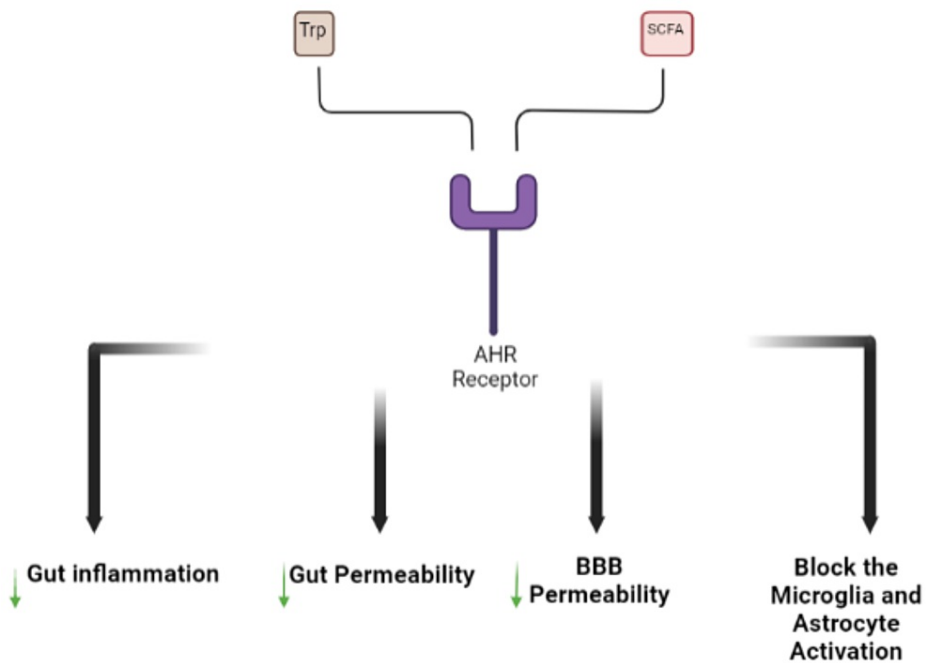 Trp
SCFA
AHR
Receptor
Gut inflammation
Gut Permeability
BBB
Permeability
Block the
Microglia and
Astrocyte
Activation